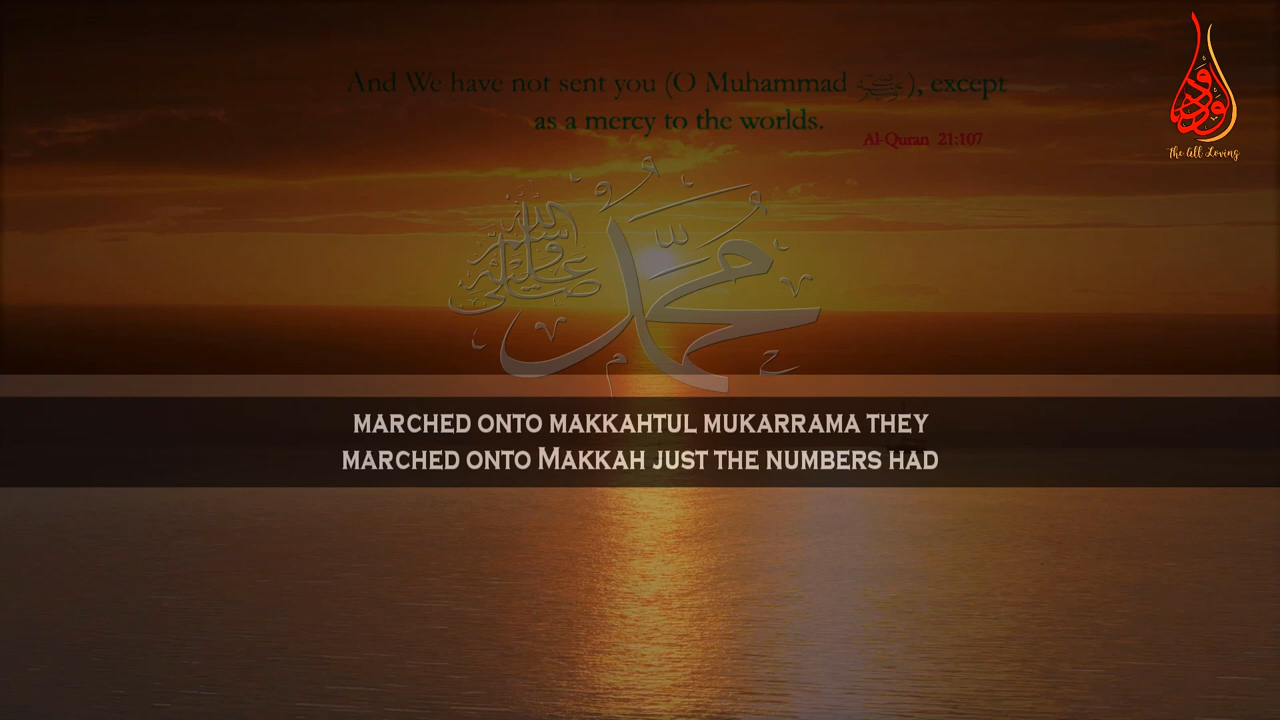 And We have not sent you (O Muhammad ﷺ), except
as a mercy to the worlds.
Al-Quran 21:107
الودود
The All Loving
محمد
صلى الله عليه وسلم
MARCHED ONTO MAKKAHTUL MUKARRAMA THEY
MARCHED ONTO MAKKAH JUST THE NUMBERS HAD